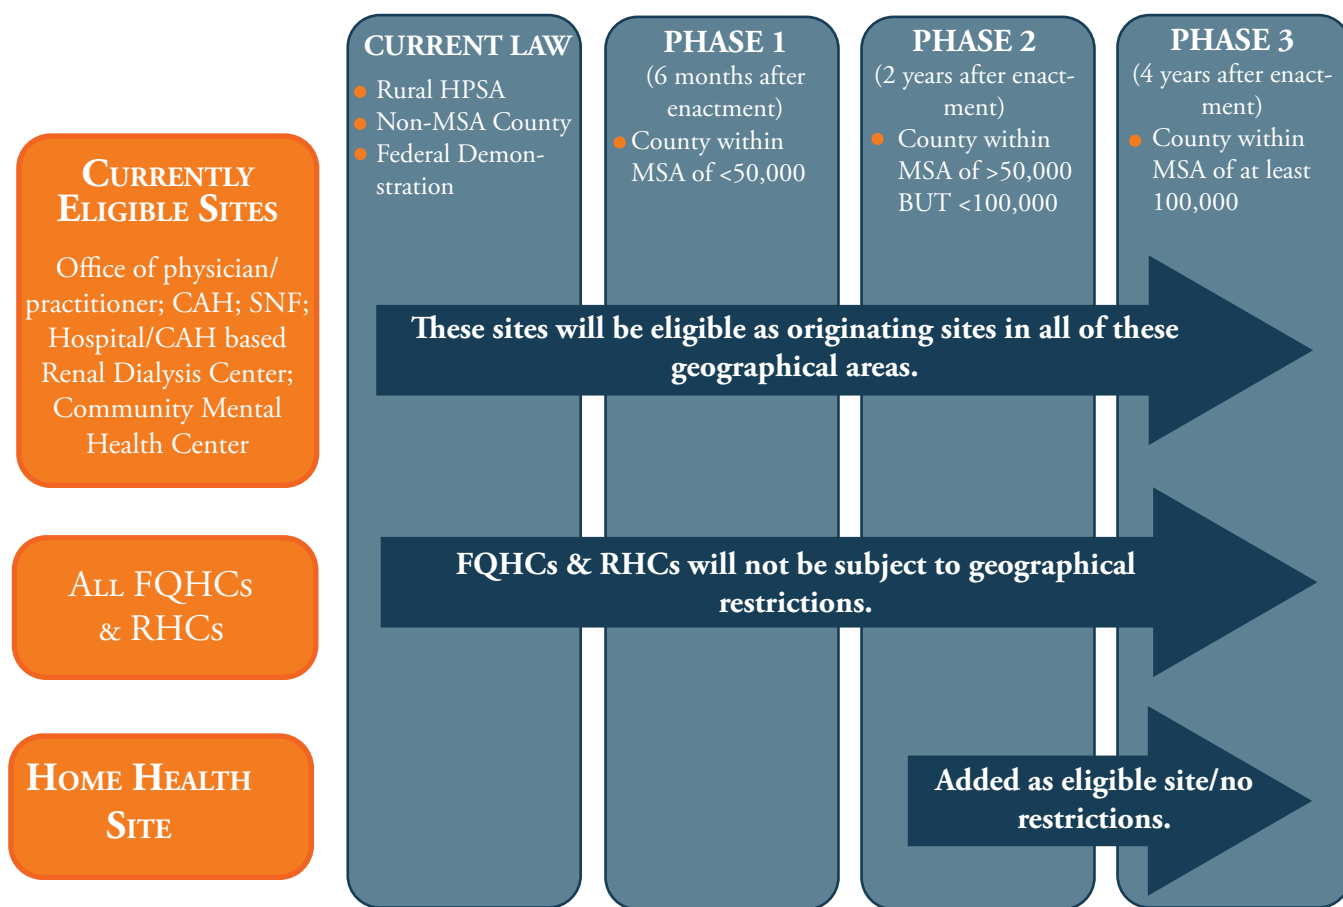 CURRENT LAW
Rural HPSA
Non-MSA County
Federal Demon-
stration
PHASE 1
(6 months after
enactment)
County within
MSA of <50,000
PHASE 2
(2 years after enact-
ment)
County within
MSA of >50,000
BUT <100,000
PHASE 3
(4 years after enact-
ment)
County within
MSA of at least
100,000
CURRENTLY
ELIGIBLE SITES
Office of physician/
practitioner; CAH; SNF;
Hospital/CAH based
Renal Dialysis Center;
Community Mental
Health Center
These sites will be eligible as originating sites in all of these
geographical areas.
ALL FQHCs
& RHCs
FQHCs & RHCs will not be subject to geographical
restrictions.
HOME HEALTH
SITE
Added as eligible site/no
restrictions.